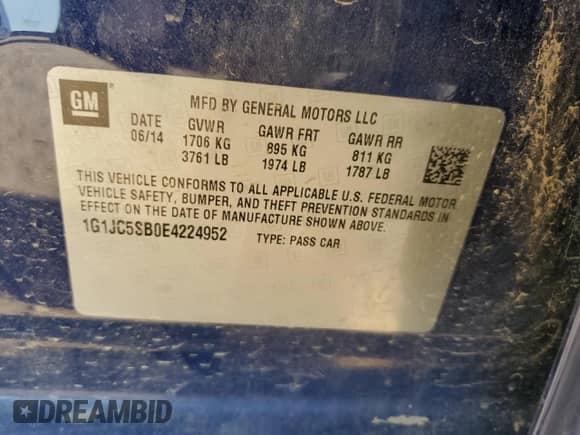 GM
MFD BY GENERAL MOTORS LLC
DATE GVWR GAWR FRT GAWR RR
06/14 1706 KG 895 KG 811 KG
3761 LB 1974 LB 1787 LB
THIS VEHICLE CONFORMS TO ALL APPLICABLE U.S. FEDERAL MOTOR
VEHICLE SAFETY, BUMPER, AND THEFT PREVENTION STANDARDS IN
EFFECT ON THE DATE OF MANUFACTURE SHOWN ABOVE.
1G1JC5SB0E4224952 TYPE: PASS CAR
DREAMBID